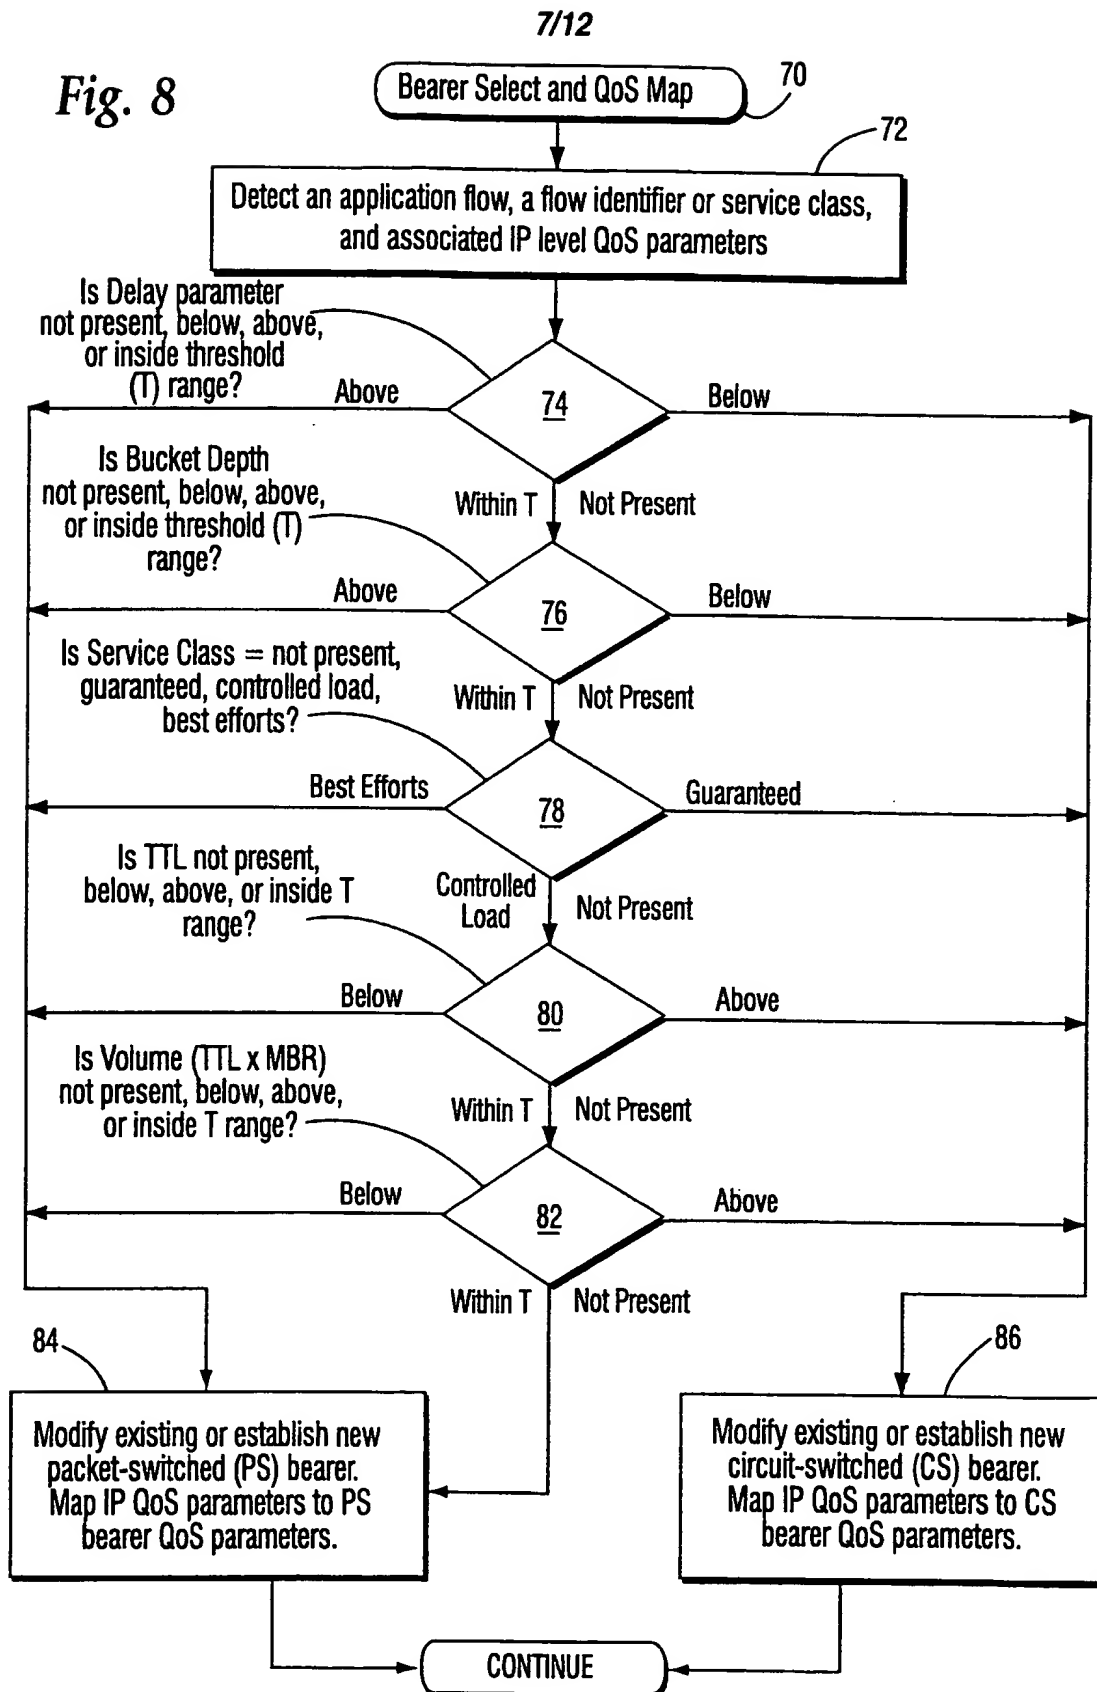 7/12
Fig. 8
Bearer Select and QoS Map
70
72
Detect an application flow, a flow identifier or service class,
and associated IP level QoS parameters
Is Delay parameter
not present, below, above,
or inside threshold
(T) range?
Above
74
Below
Within T
Not Present
Is Bucket Depth
not present, below, above,
or inside threshold (T)
range?
Above
76
Below
Within T
Not Present
Is Service Class = not present,
guaranteed, controlled load,
best efforts?
Best Efforts
78
Guaranteed
Controlled
Load
Not Present
Is TTL not present,
below, above, or inside T
range?
Below
80
Above
Within T
Not Present
Is Volume (TTL x MBR)
not present, below, above,
or inside T range?
Below
82
Above
Within T
Not Present
84
Modify existing or establish new
packet-switched (PS) bearer.
Map IP QoS parameters to PS
bearer QoS parameters.
86
Modify existing or establish new
circuit-switched (CS) bearer.
Map IP QoS parameters to CS
bearer QoS parameters.
CONTINUE